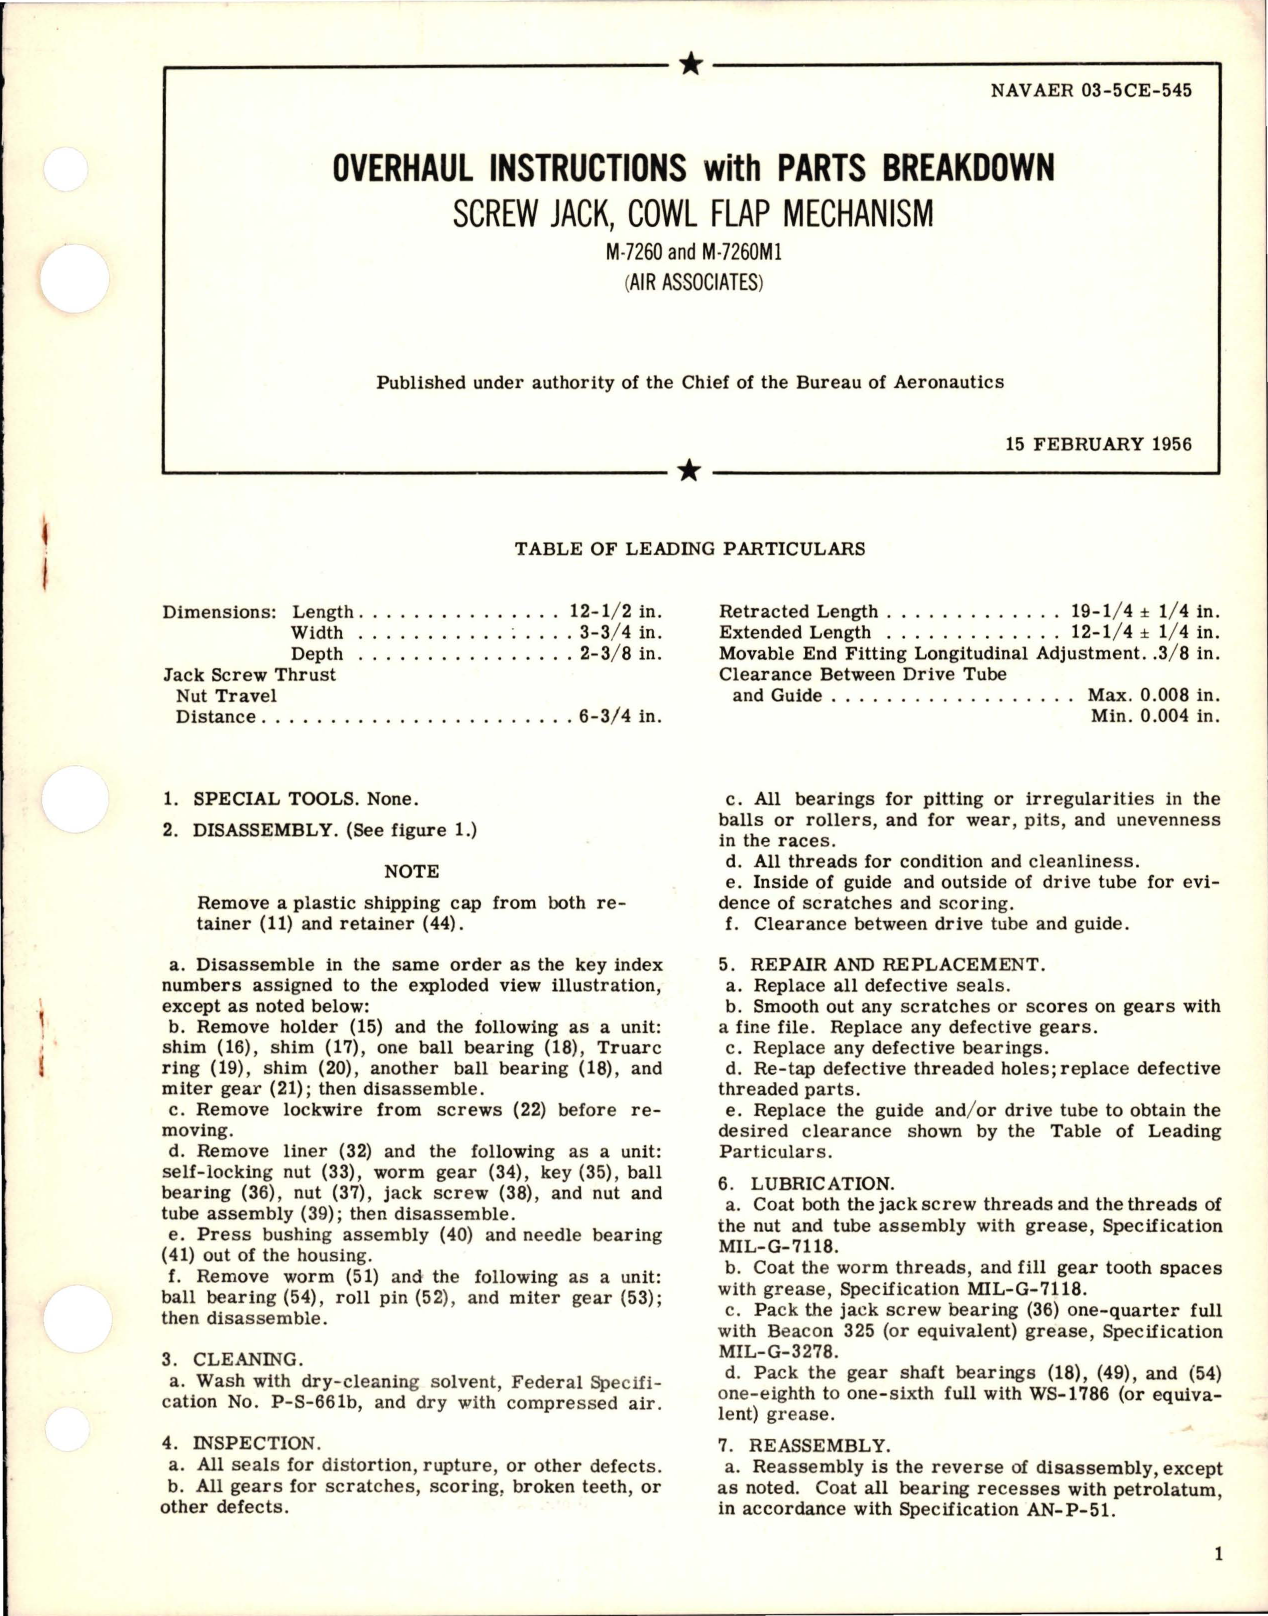 NAVAER 03-5CE-545
OVERHAUL INSTRUCTIONS with PARTS BREAKDOWN
SCREW JACK, COWL FLAP MECHANISM
M-7260 and M-7260M1
(AIR ASSOCIATES)
Published under authority of the Chief of the Bureau of Aeronautics
15 FEBRUARY 1956
TABLE OF LEADING PARTICULARS
Dimensions: Length . . . . . . . . . . . . . . . 12-1/2 in.
Width . . . . . . . . . . . . . . . . 3-3/4 in.
Depth . . . . . . . . . . . . . . . . 2-3/8 in.
Jack Screw Thrust
Nut Travel
Distance . . . . . . . . . . . . . . . . . . . . . . . 6-3/4 in.
Retracted Length . . . . . . . . . . . . . 19-1/4 ± 1/4 in.
Extended Length . . . . . . . . . . . . . 12-1/4 ± 1/4 in.
Movable End Fitting Longitudinal Adjustment. .3/8 in.
Clearance Between Drive Tube
and Guide . . . . . . . . . . . . . . . . . . Max. 0.008 in.
Min. 0.004 in.
1. SPECIAL TOOLS. None.
2. DISASSEMBLY. (See figure 1.)
NOTE
Remove a plastic shipping cap from both re-
tainer (11) and retainer (44).
a. Disassemble in the same order as the key index
numbers assigned to the exploded view illustration,
except as noted below:
b. Remove holder (15) and the following as a unit:
shim (16), shim (17), one ball bearing (18), Truarc
ring (19), shim (20), another ball bearing (18), and
miter gear (21); then disassemble.
c. Remove lockwire from screws (22) before re-
moving.
d. Remove liner (32) and the following as a unit:
self-locking nut (33), worm gear (34), key (35), ball
bearing (36), nut (37), jack screw (38), and nut and
tube assembly (39); then disassemble.
e. Press bushing assembly (40) and needle bearing
(41) out of the housing.
f. Remove worm (51) and the following as a unit:
ball bearing (54), roll pin (52), and miter gear (53);
then disassemble.
3. CLEANING.
a. Wash with dry-cleaning solvent, Federal Specifi-
cation No. P-S-661b, and dry with compressed air.
4. INSPECTION.
a. All seals for distortion, rupture, or other defects.
b. All gears for scratches, scoring, broken teeth, or
other defects.
c. All bearings for pitting or irregularities in the
balls or rollers, and for wear, pits, and unevenness
in the races.
d. All threads for condition and cleanliness.
e. Inside of guide and outside of drive tube for evi-
dence of scratches and scoring.
f. Clearance between drive tube and guide.
5. REPAIR AND REPLACEMENT.
a. Replace all defective seals.
b. Smooth out any scratches or scores on gears with
a fine file. Replace any defective gears.
c. Replace any defective bearings.
d. Re-tap defective threaded holes; replace defective
threaded parts.
e. Replace the guide and/or drive tube to obtain the
desired clearance shown by the Table of Leading
Particulars.
6. LUBRICATION.
a. Coat both the jack screw threads and the threads of
the nut and tube assembly with grease, Specification
MIL-G-7118.
b. Coat the worm threads, and fill gear tooth spaces
with grease, Specification MIL-G-7118.
c. Pack the jack screw bearing (36) one-quarter full
with Beacon 325 (or equivalent) grease, Specification
MIL-G-3278.
d. Pack the gear shaft bearings (18), (49), and (54)
one-eighth to one-sixth full with WS-1786 (or equiva-
lent) grease.
7. REASSEMBLY.
a. Reassembly is the reverse of disassembly, except
as noted. Coat all bearing recesses with petrolatum,
in accordance with Specification AN-P-51.
1